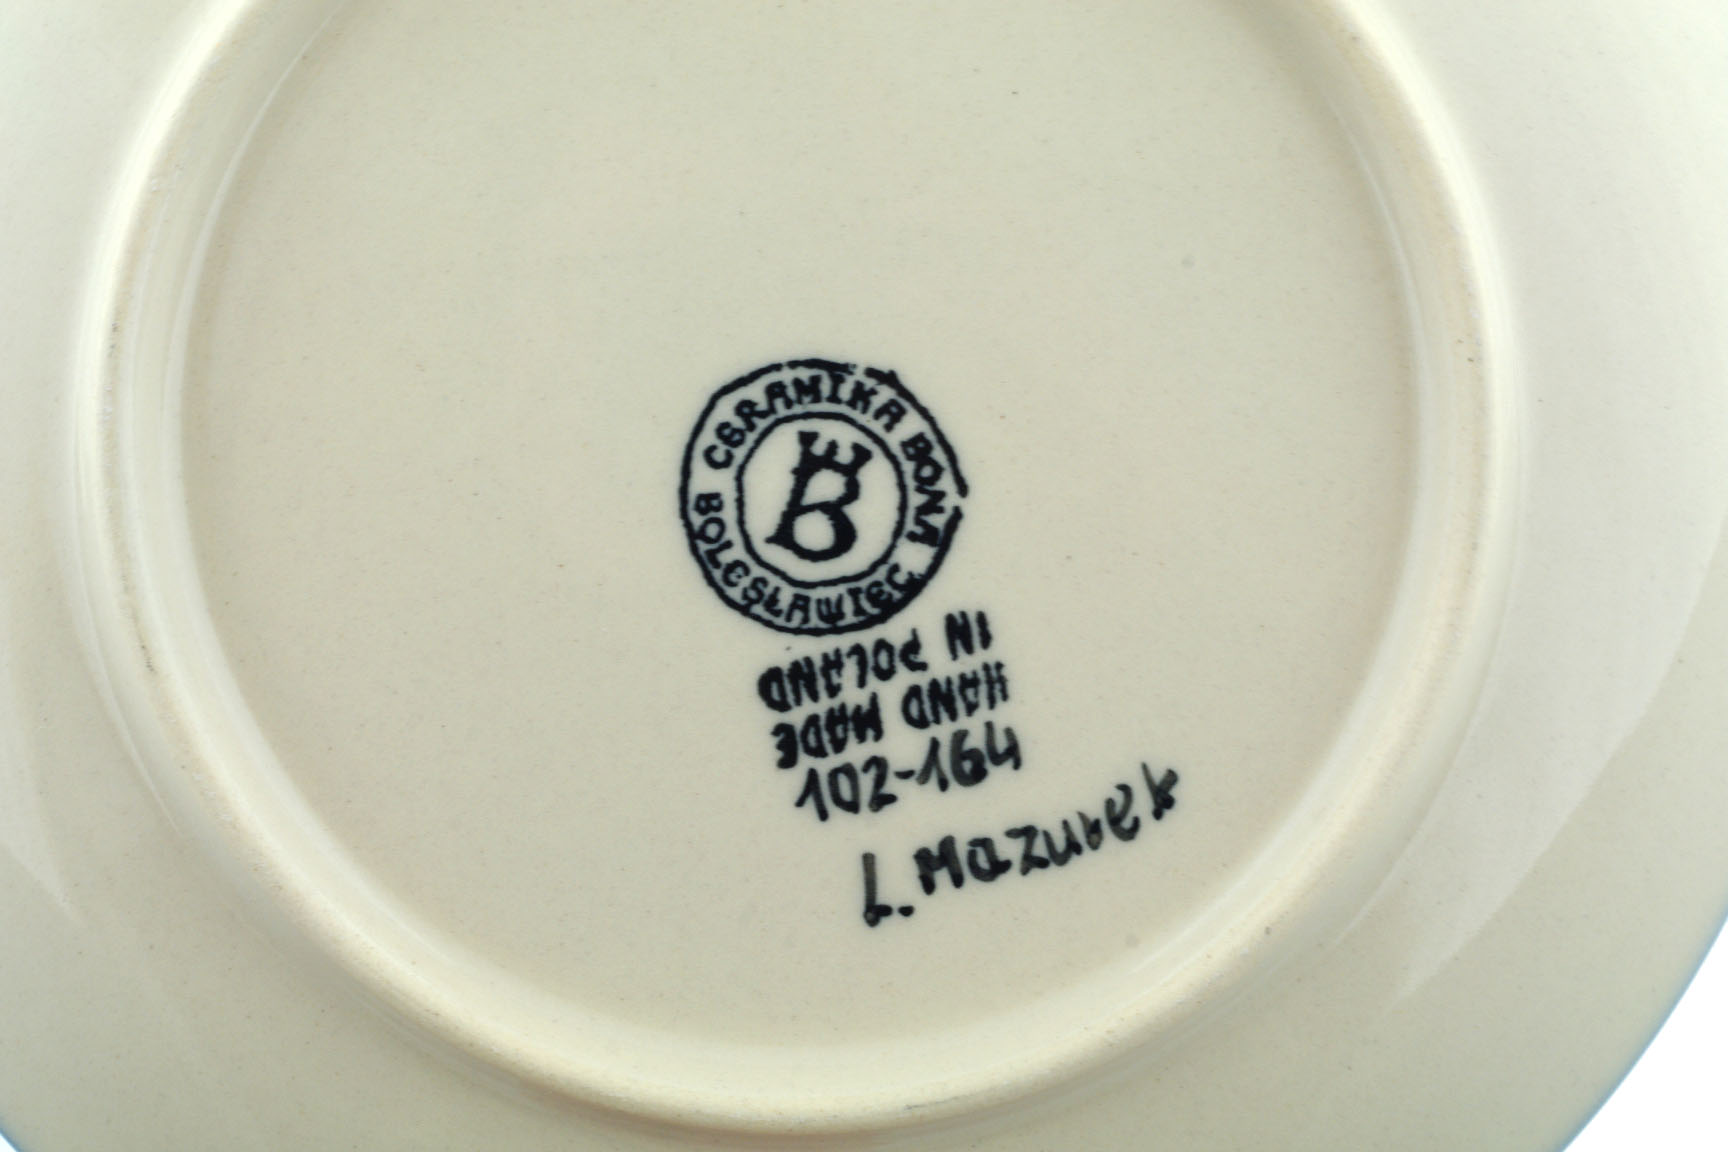 CERAMIKA BONA
BOLESŁAWIEC
B
HAND MADE
IN POLAND
102-164
L. Mazurek